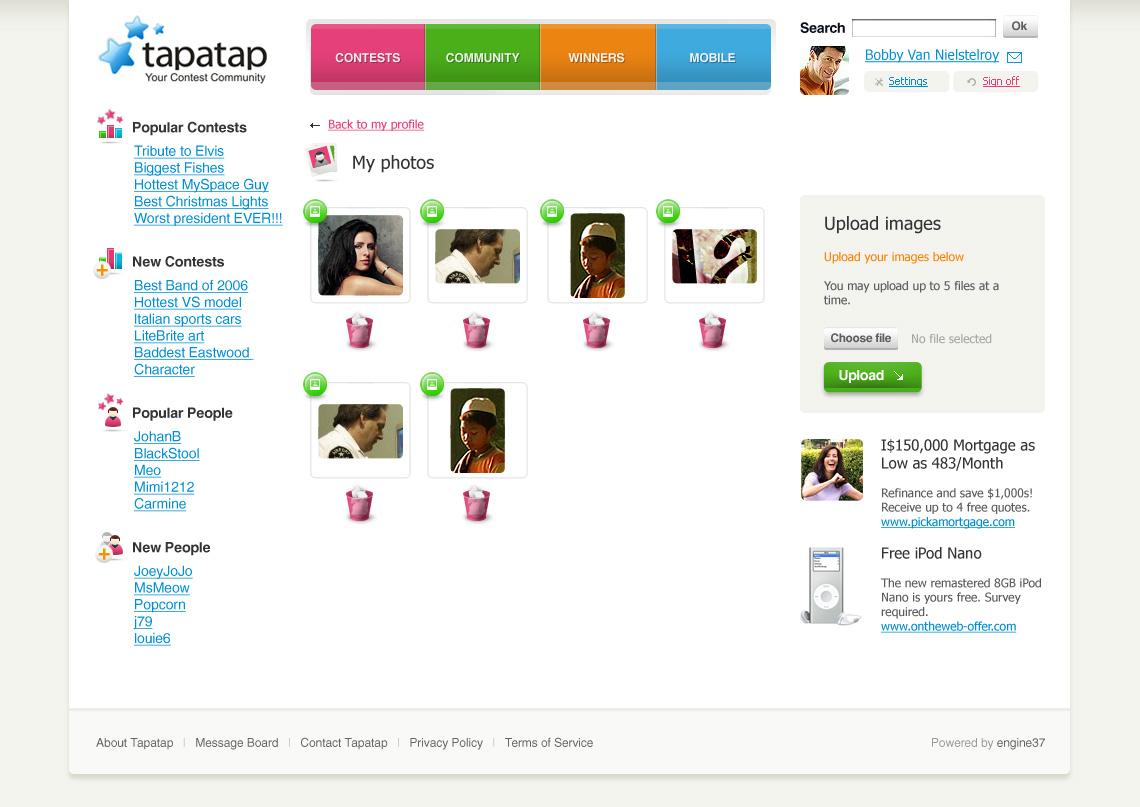 tapatap
Your Contest Community
CONTESTS
COMMUNITY
WINNERS
MOBILE
Search
Ok
Bobby Van Nielstelroy
Settings
Sign off
Popular Contests
Tribute to Elvis
Biggest Fishes
Hottest MySpace Guy
Best Christmas Lights
Worst president EVER!!!
New Contests
Best Band of 2006
Hottest VS model
Italian sports cars
LiteBrite art
Baddest Eastwood
Character
Popular People
JohanB
BlackStool
Meo
Mimi1212
Carmine
New People
JoeyJoJo
MsMeow
Popcorn
j79
louie6
← Back to my profile
My photos
Upload images
Upload your images below
You may upload up to 5 files at a
time.
Choose file No file selected
Upload
I$150,000 Mortgage as
Low as 483/Month
Refinance and save $1,000s!
Receive up to 4 free quotes.
www.pickamortgage.com
Free iPod Nano
The new remastered 8GB iPod
Nano is yours free. Survey
required.
www.ontheweb-offer.com
About Tapatap | Message Board | Contact Tapatap | Privacy Policy | Terms of Service
Powered by engine37